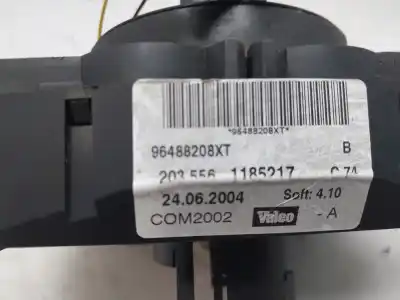 *96488208XT*
96488208XT B
203 556 1185217 C 74
24.06.2004 Soft: 4.10
COM2002 Valeo - A